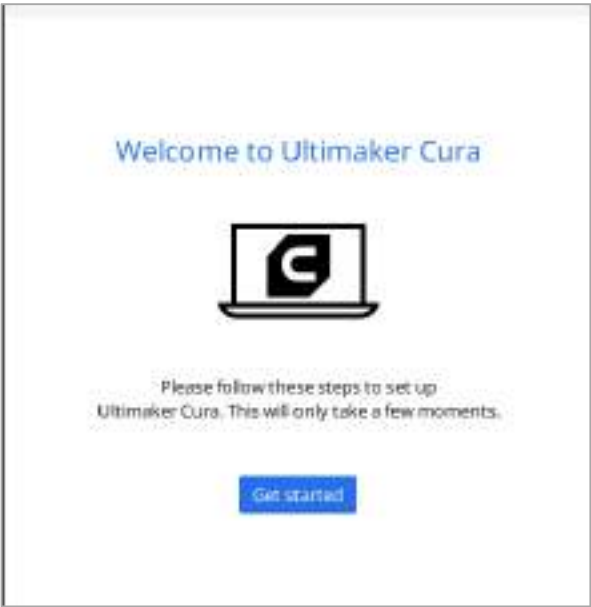 Welcome to Ultimaker Cura
C
Please follow these steps to set up
Ultimaker Cura. This will only take a few moments.
Get started